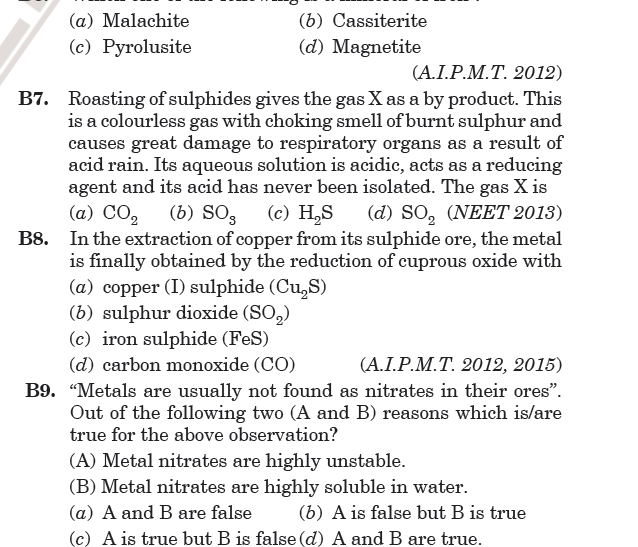 (a) Malachite (b) Cassiterite
(c) Pyrolusite (d) Magnetite
(A.I.P.M.T. 2012)
B7. Roasting of sulphides gives the gas X as a by product. This
is a colourless gas with choking smell of burnt sulphur and
causes great damage to respiratory organs as a result of
acid rain. Its aqueous solution is acidic, acts as a reducing
agent and its acid has never been isolated. The gas X is
(a) CO₂ (b) SO₃ (c) H₂S (d) SO₂ (NEET 2013)
B8. In the extraction of copper from its sulphide ore, the metal
is finally obtained by the reduction of cuprous oxide with
(a) copper (I) sulphide (Cu₂S)
(b) sulphur dioxide (SO₂)
(c) iron sulphide (FeS)
(d) carbon monoxide (CO) (A.I.P.M.T. 2012, 2015)
B9. “Metals are usually not found as nitrates in their ores”.
Out of the following two (A and B) reasons which is/are
true for the above observation?
(A) Metal nitrates are highly unstable.
(B) Metal nitrates are highly soluble in water.
(a) A and B are false (b) A is false but B is true
(c) A is true but B is false (d) A and B are true.